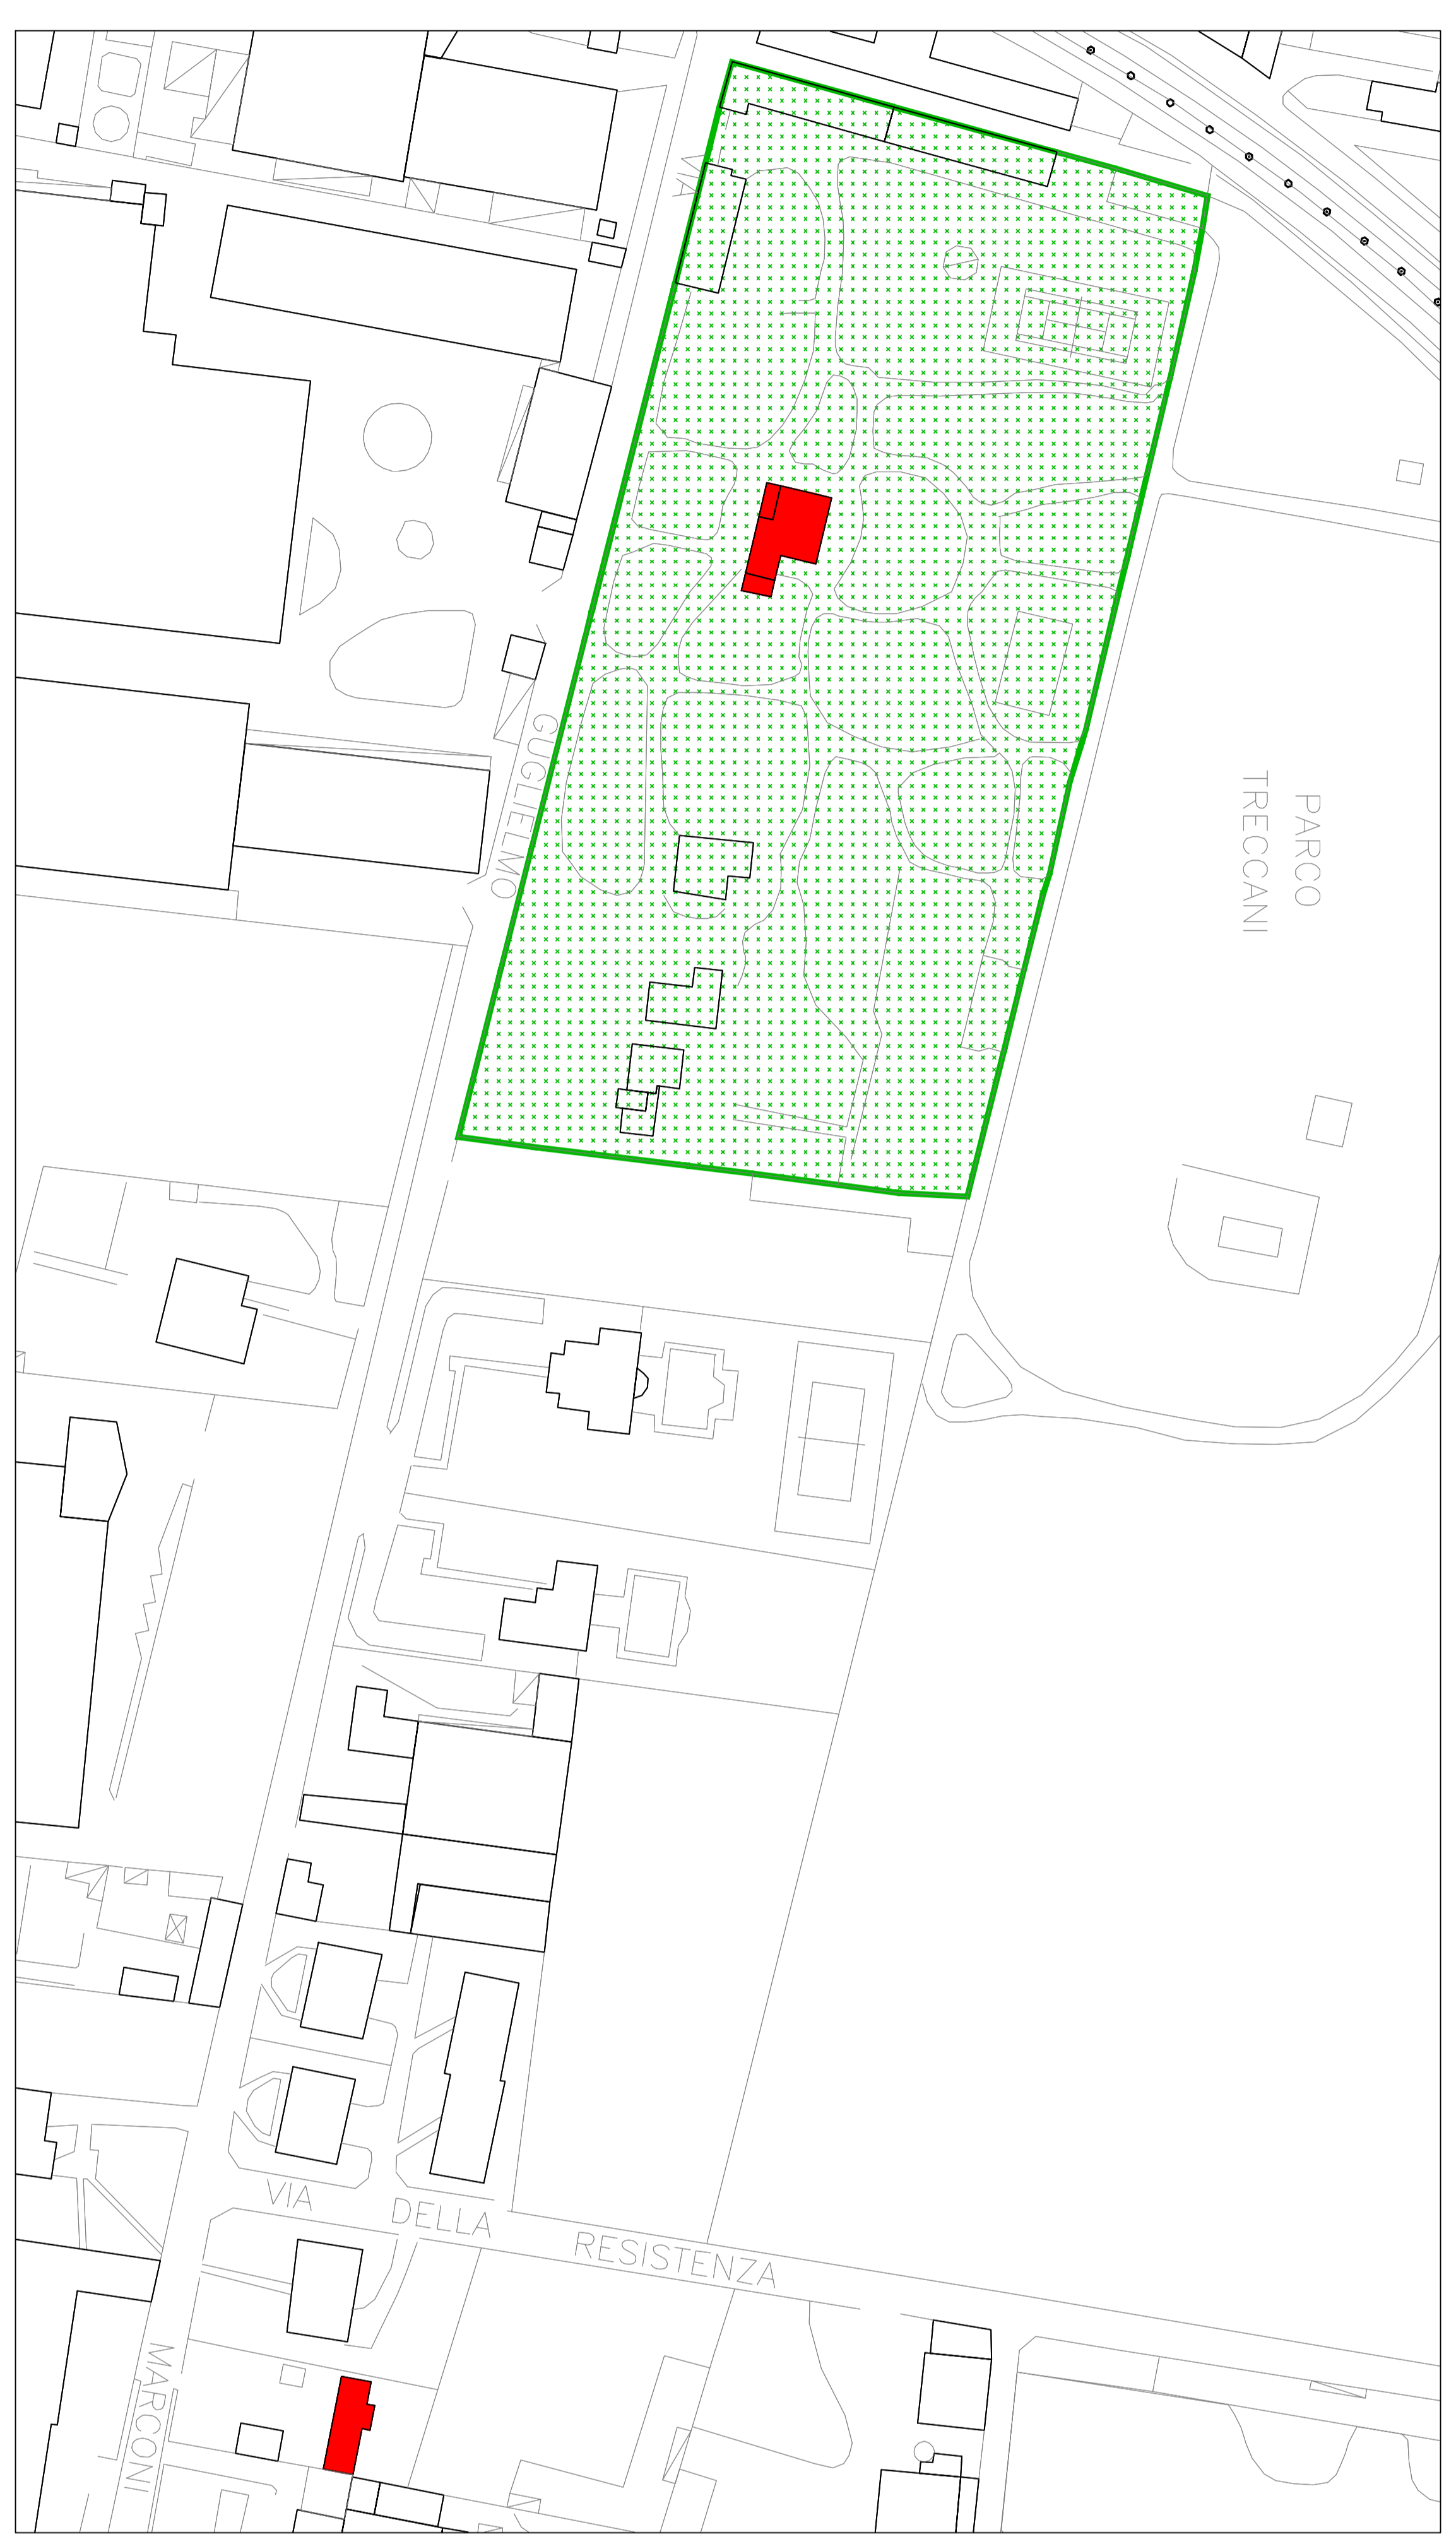 GUGLIELMO
PARCO
TRECCANI
VIA DELLA RESISTENZA
MARCONI